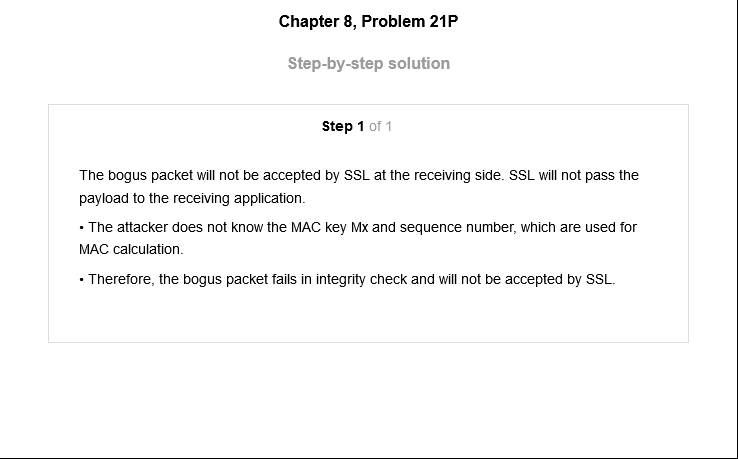 Chapter 8, Problem 21P
Step-by-step solution
Step 1 of 1
The bogus packet will not be accepted by SSL at the receiving side. SSL will not pass the
payload to the receiving application.
• The attacker does not know the MAC key Mx and sequence number, which are used for
MAC calculation.
• Therefore, the bogus packet fails in integrity check and will not be accepted by SSL.